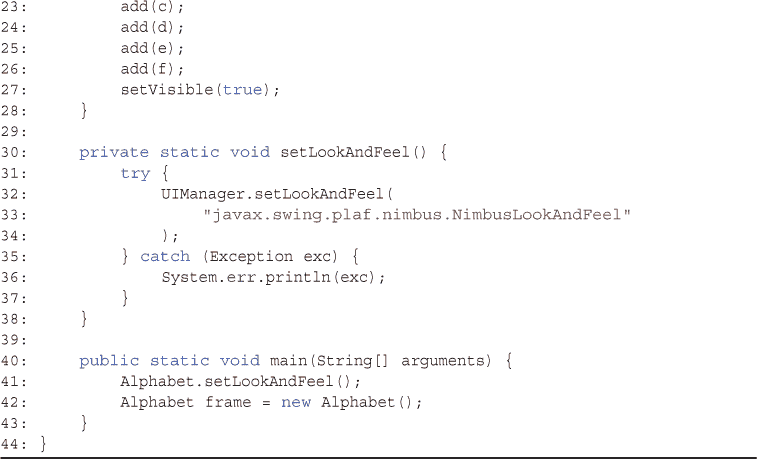 23:         add(c);
24:         add(d);
25:         add(e);
26:         add(f);
27:         setVisible(true);
28:     }
29:
30:     private static void setLookAndFeel() {
31:         try {
32:             UIManager.setLookAndFeel(
33:                 "javax.swing.plaf.nimbus.NimbusLookAndFeel"
34:             );
35:         } catch (Exception exc) {
36:             System.err.println(exc);
37:         }
38:     }
39:
40:     public static void main(String[] arguments) {
41:         Alphabet.setLookAndFeel();
42:         Alphabet frame = new Alphabet();
43:     }
44: }